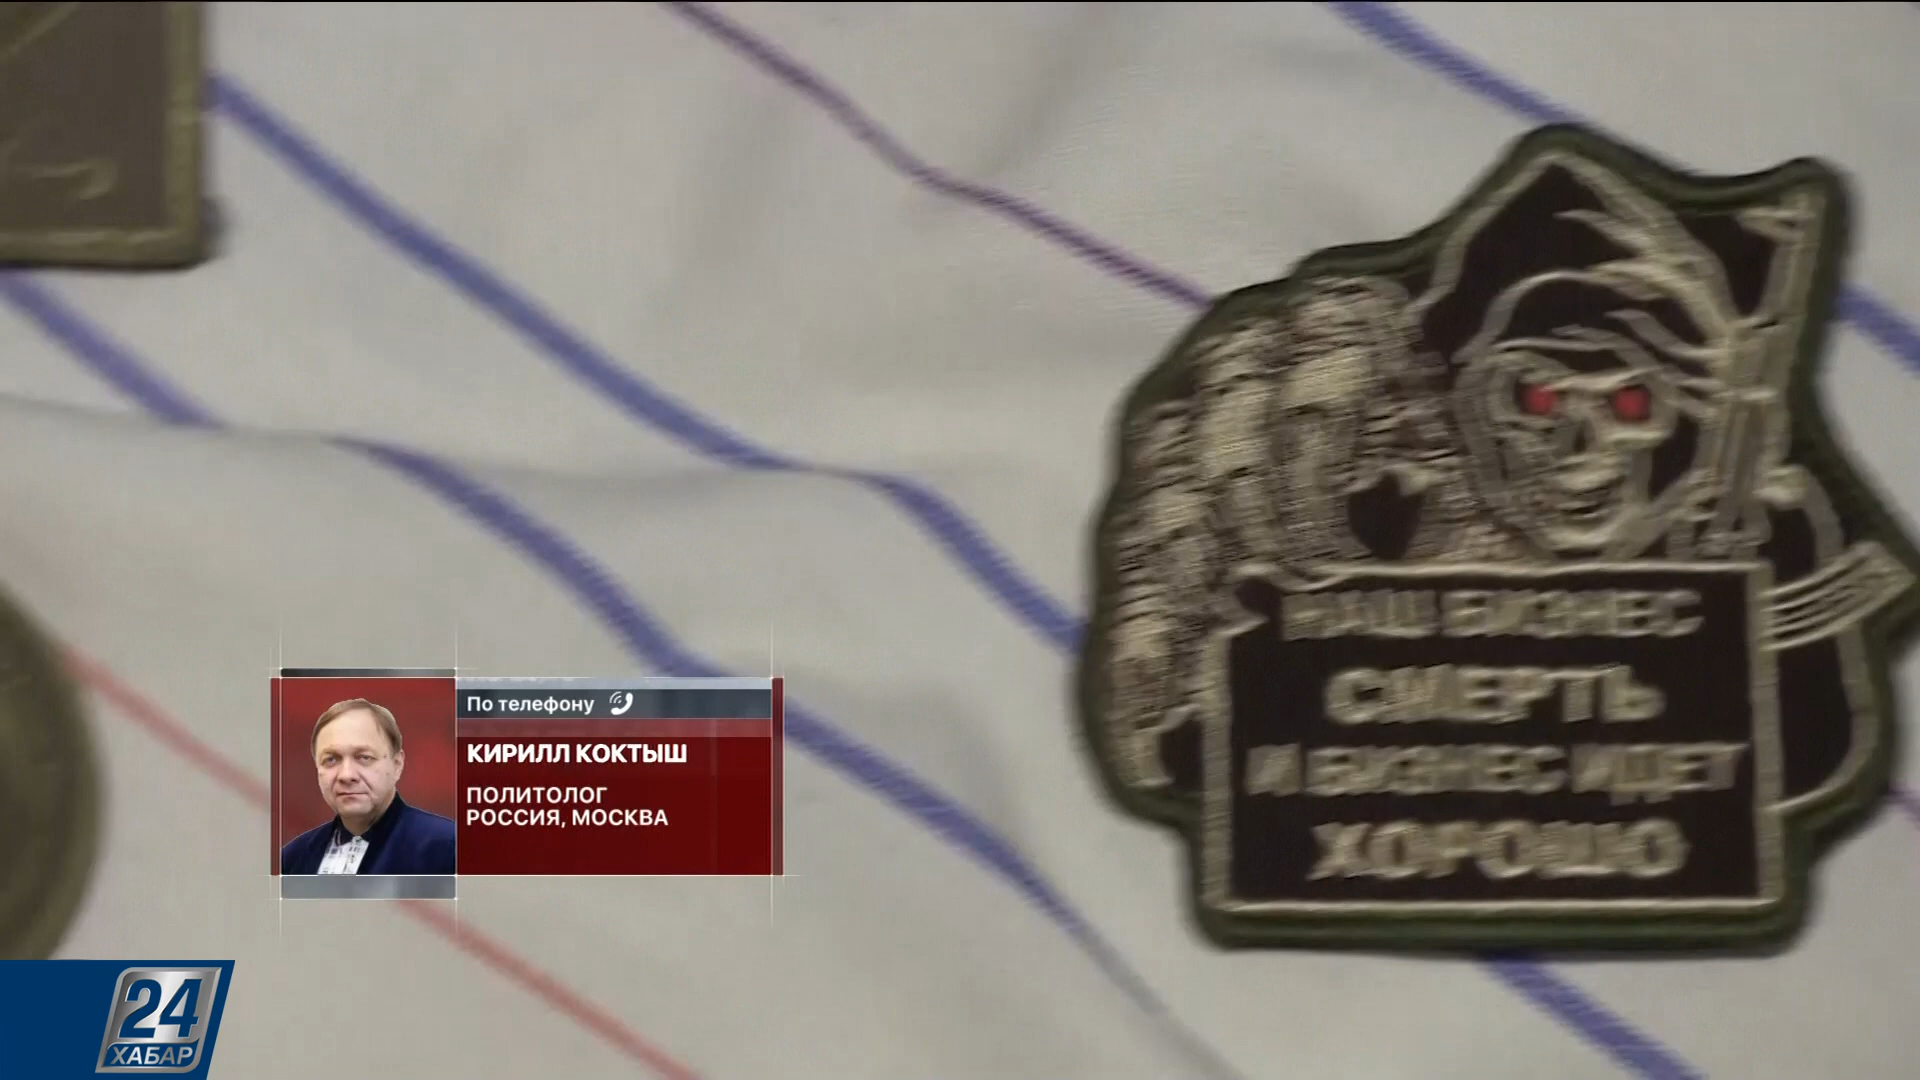 По телефону
КИРИЛЛ КОКТЫШ
ПОЛИТОЛОГ
РОССИЯ, МОСКВА
НАШ БИЗНЕС
СМЕРТЬ
И БИЗНЕС ИДЕТ
ХОРОШО
24
ХАБАР